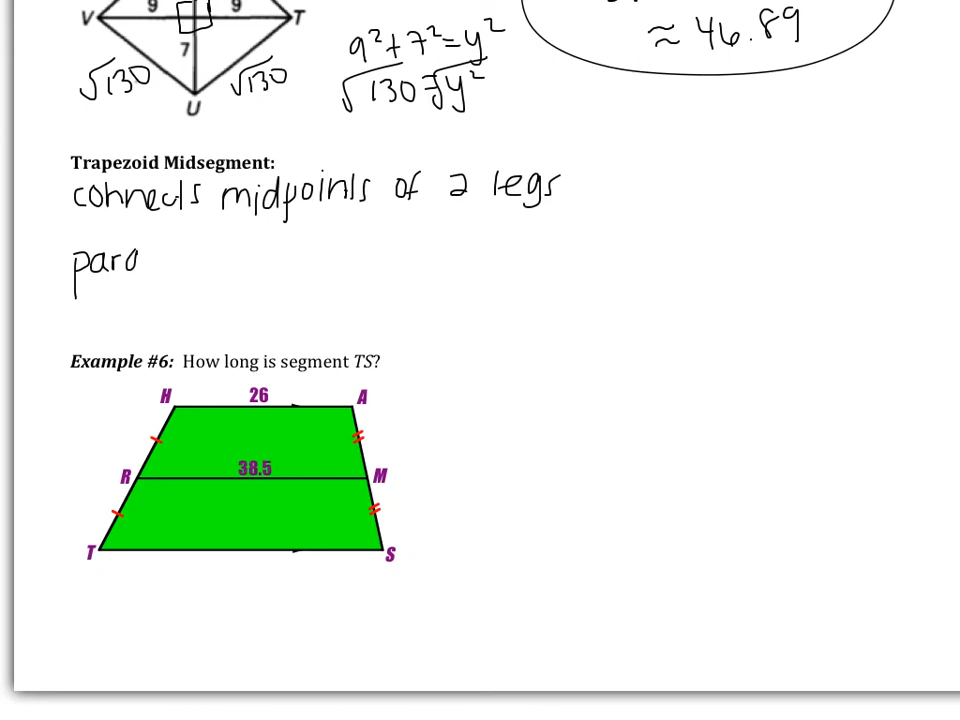 9 9
V T
7
√130 √130
U
9²+7²=y²
√130=√y²
≈ 46.89
Trapezoid Midsegment:
connects midpoints of 2 legs
para
Example #6: How long is segment TS?
H 26 A
R 38.5 M
T S